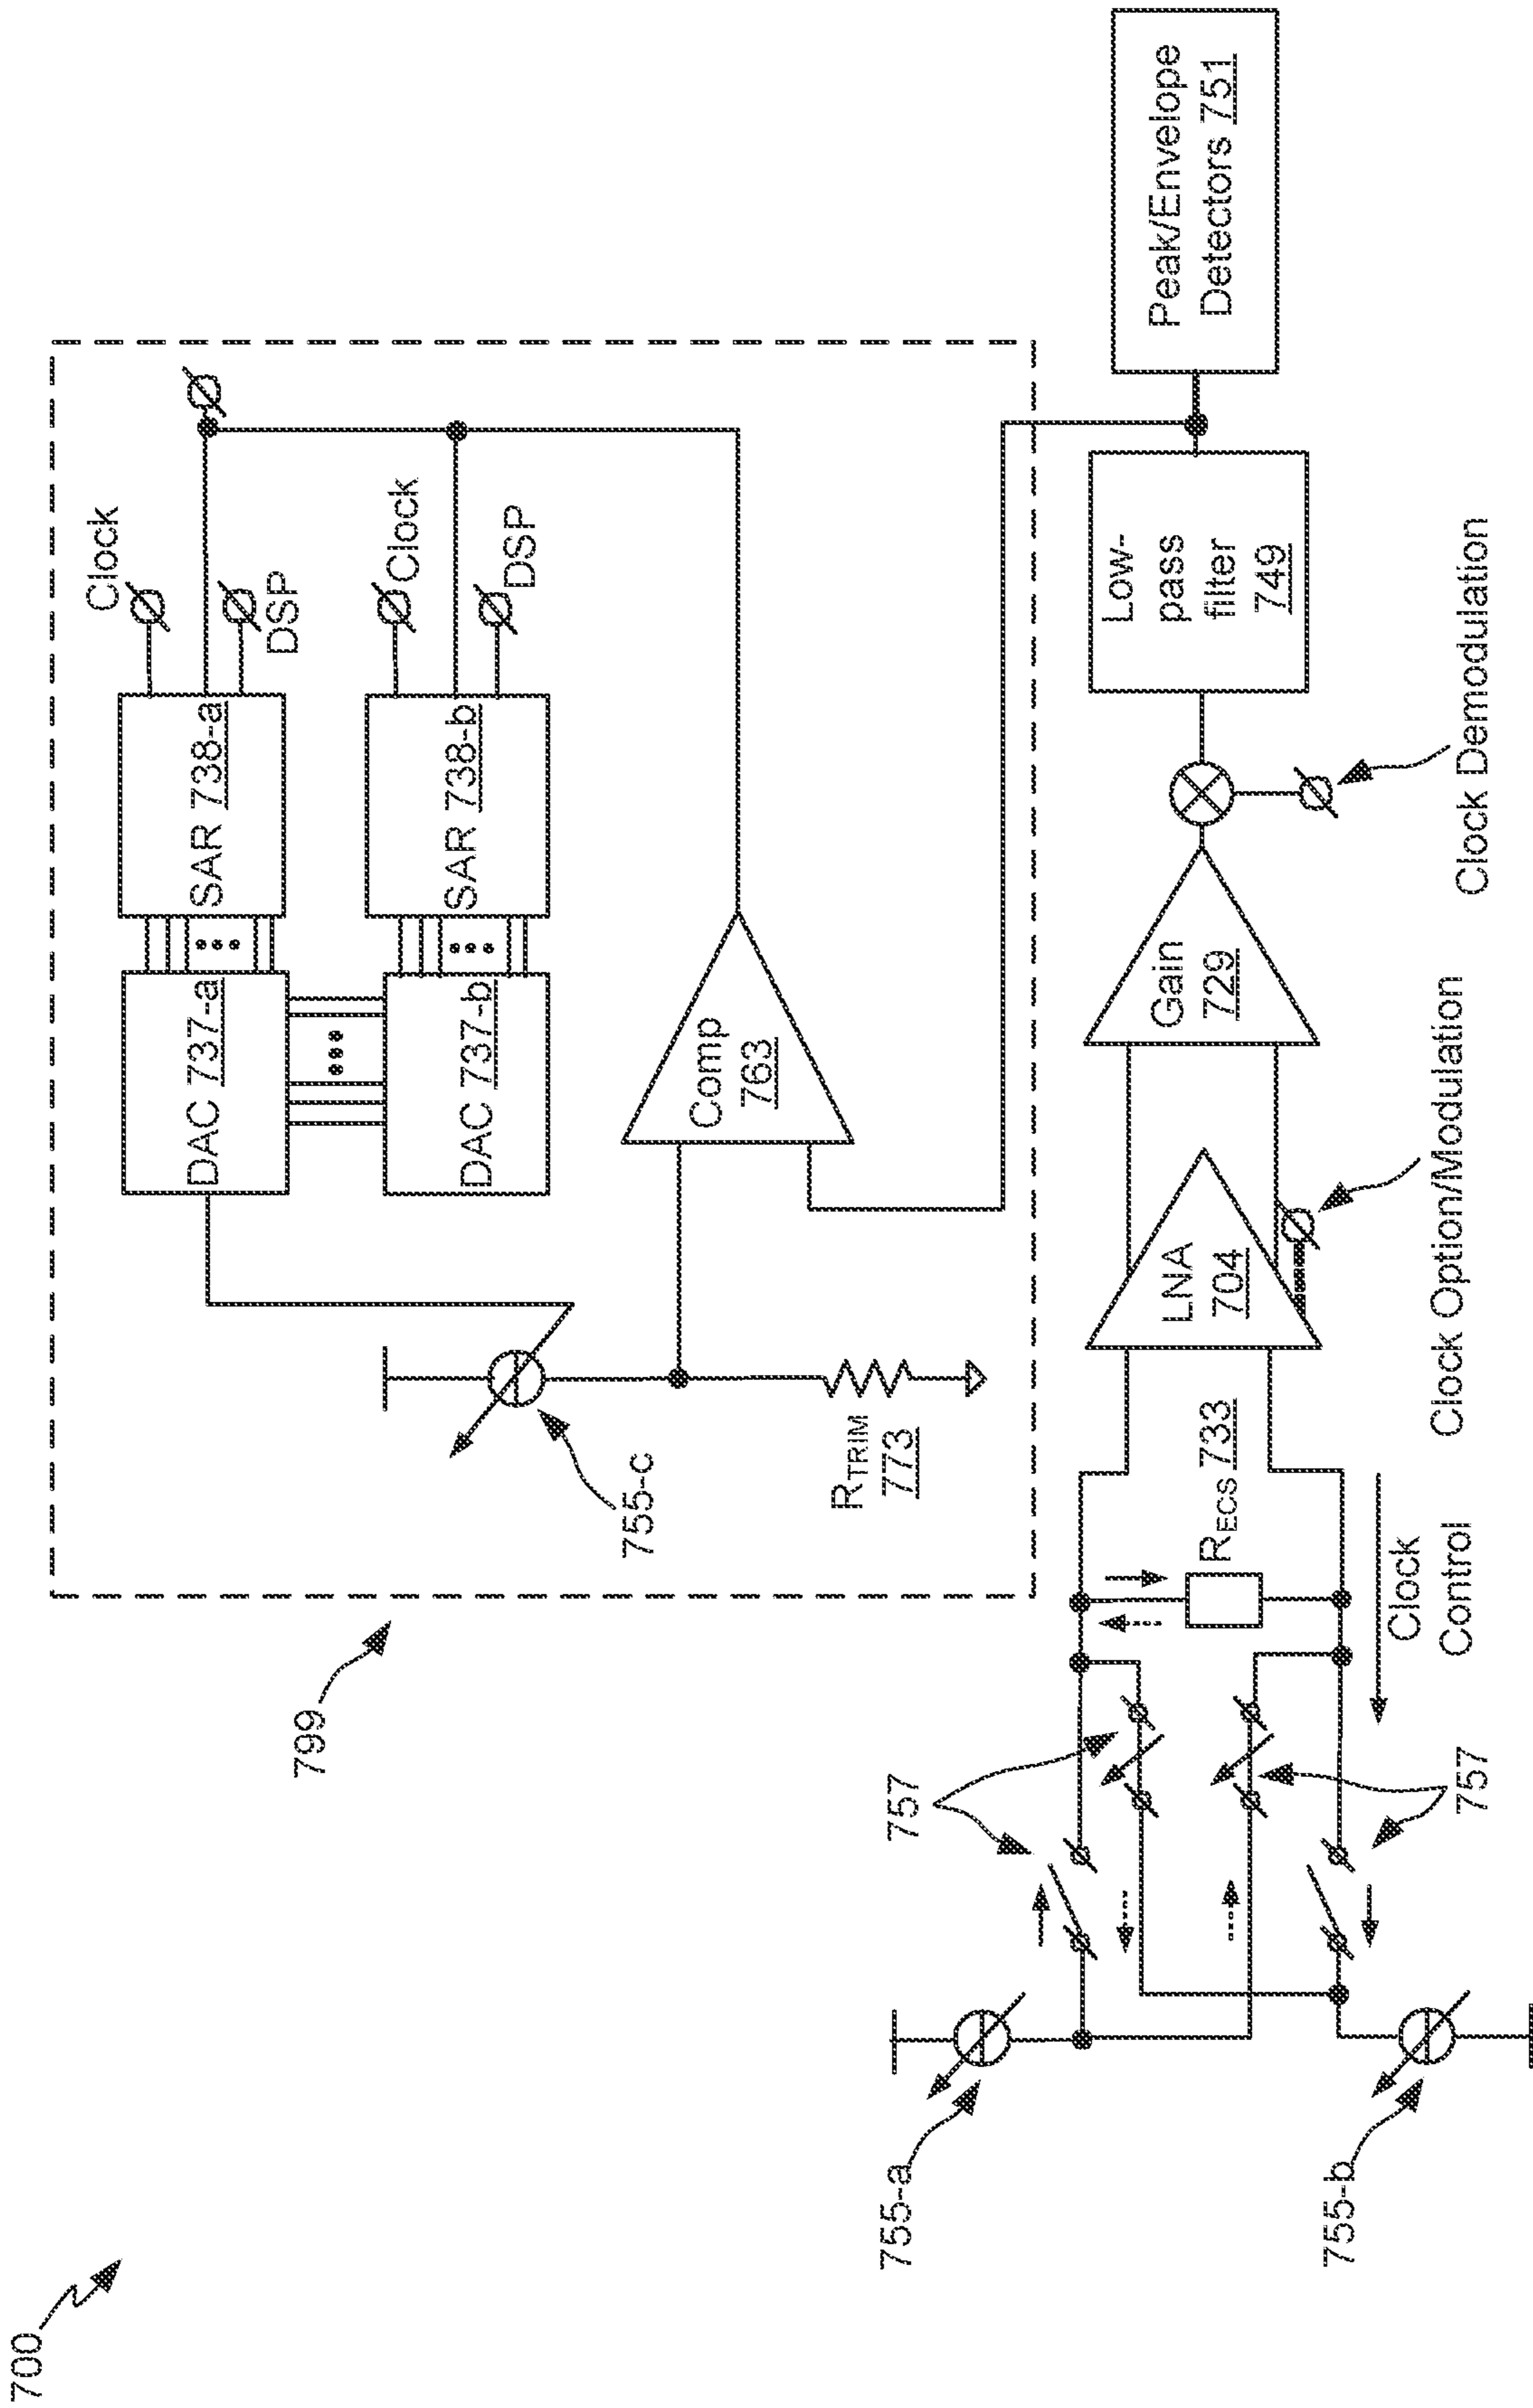 700
799
Clock
DAC 737-a
SAR 738-a
DSP
Clock
DAC 737-b
SAR 738-b
DSP
755-c
Comp
763
R_TRIM
773
755-a
757
755-b
757
R_ECS 733
Clock
Control
LNA
704
Gain
729
Low-
pass
filter
749
Peak/Envelope
Detectors 751
Clock Option/Modulation
Clock Demodulation